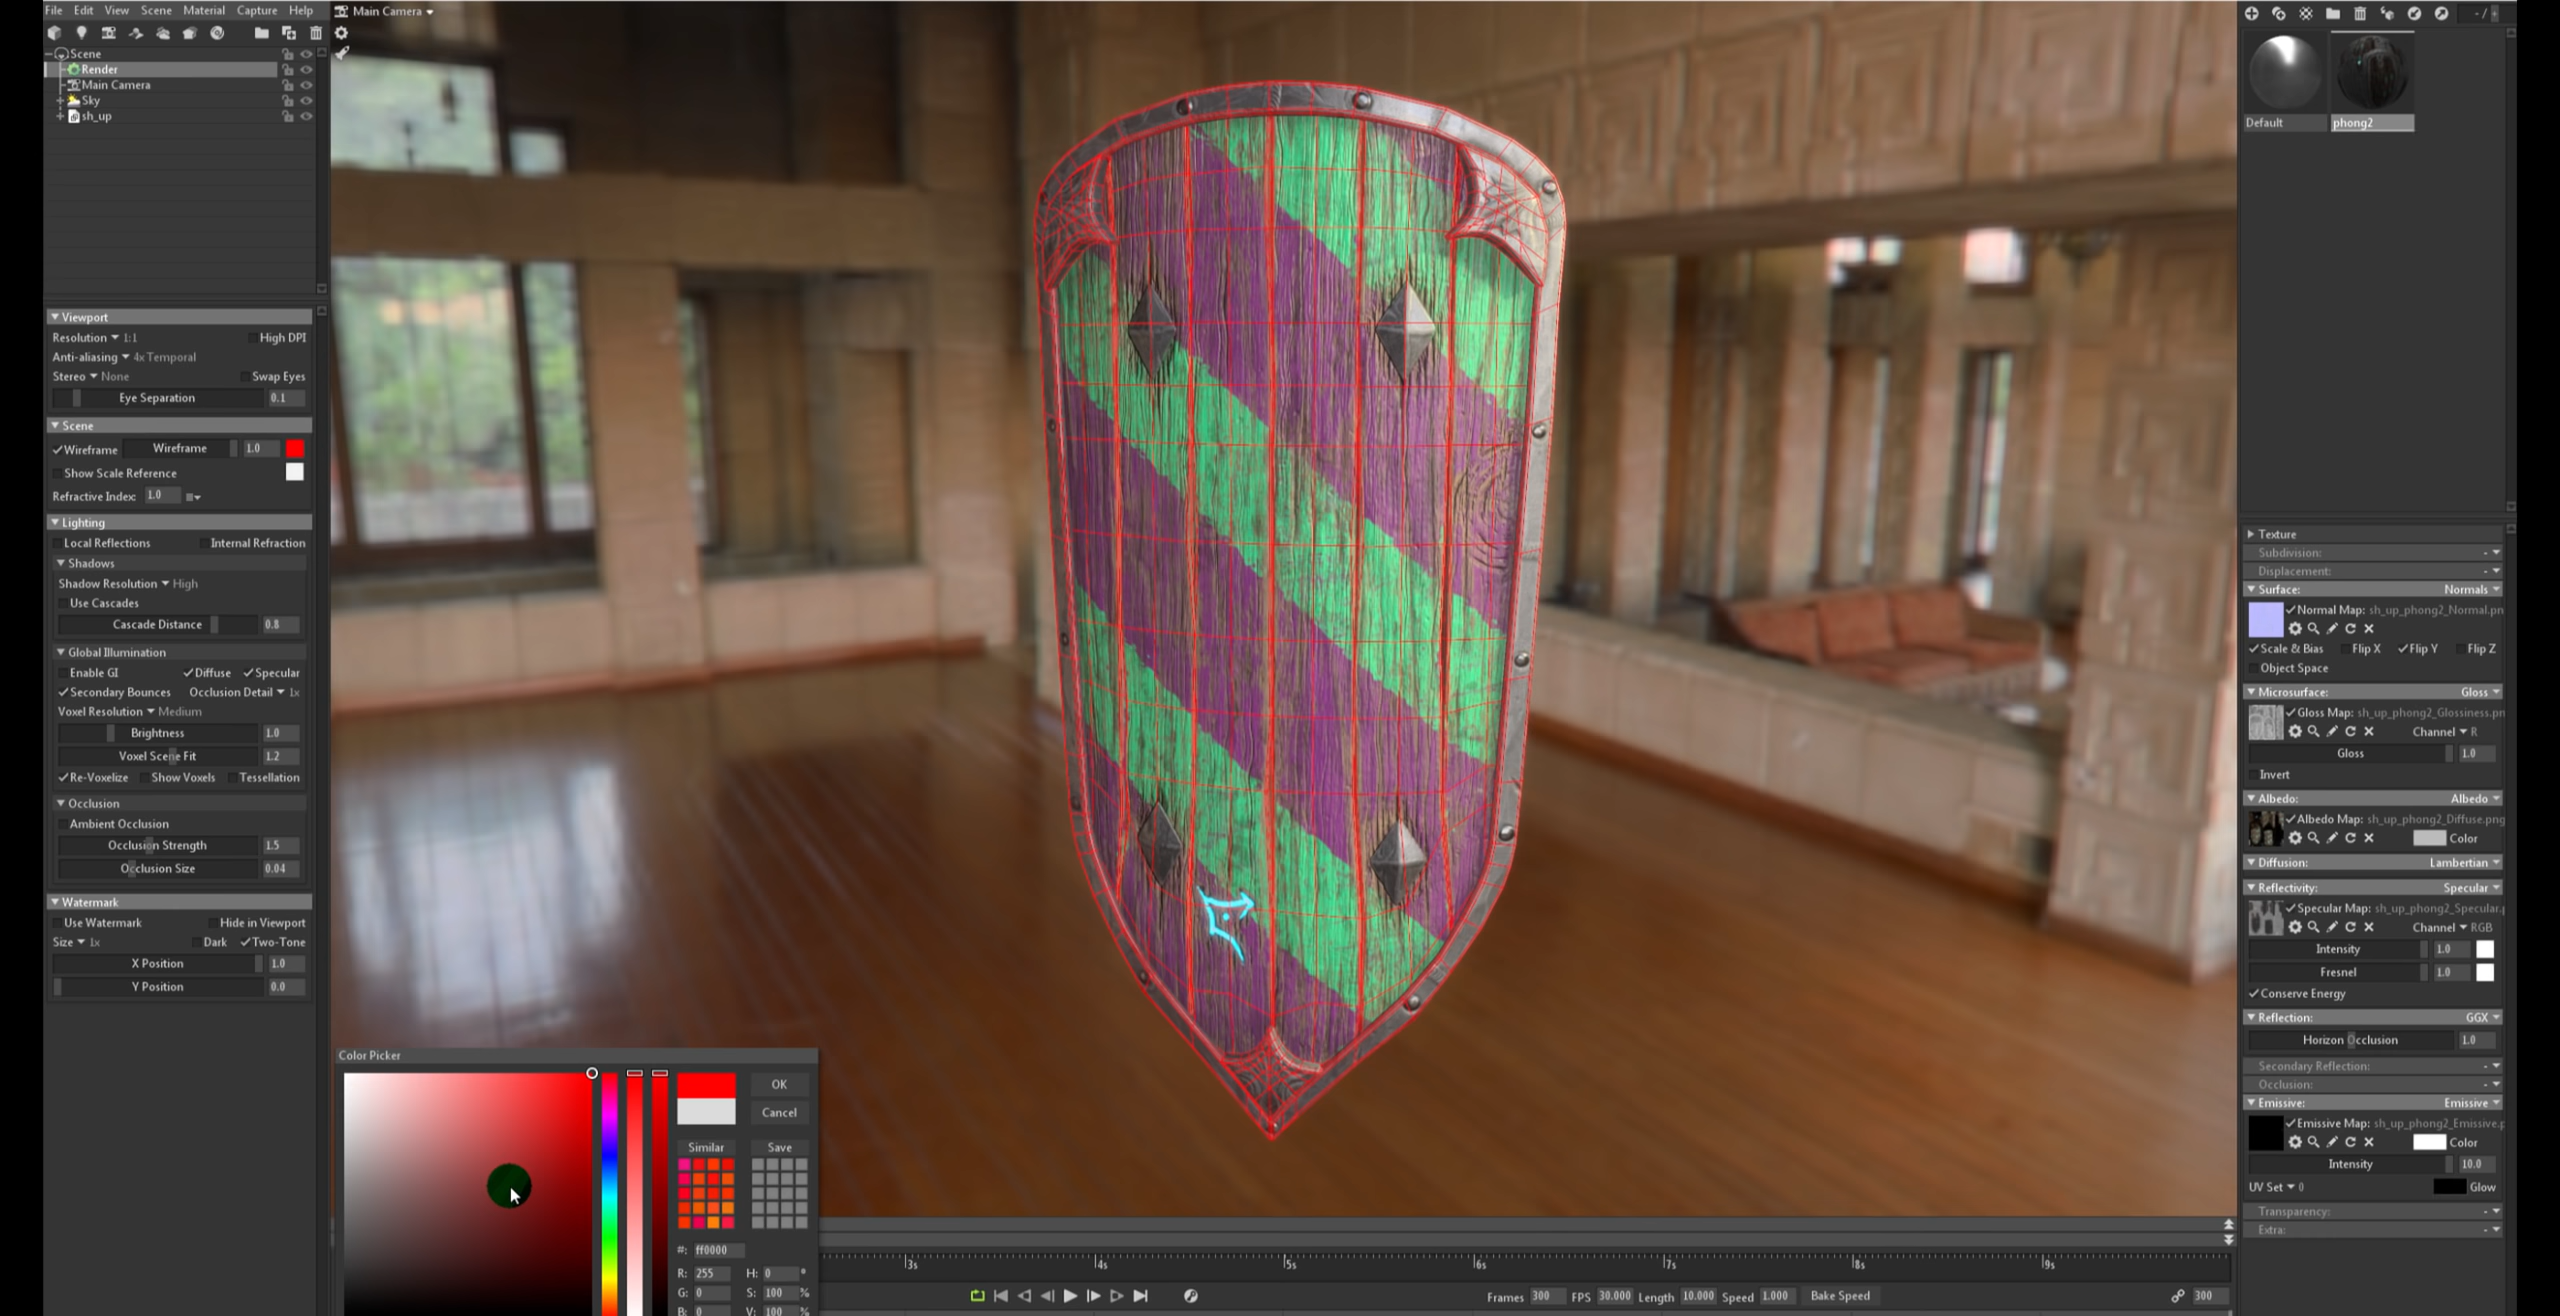 File Edit View Scene Material Capture Help
Main Camera
Scene
Render
Main Camera
Sky
sh_up
Viewport
Resolution 1:1 High DPI
Anti-aliasing 4x Temporal
Stereo None Swap Eyes
Eye Separation 0.1
Scene
Wireframe Wireframe 1.0
Show Scale Reference
Refractive Index: 1.0
Lighting
Local Reflections Internal Refraction
Shadows
Shadow Resolution High
Use Cascades
Cascade Distance 0.8
Global Illumination
Enable GI Diffuse Specular
Secondary Bounces Occlusion Detail 1x
Voxel Resolution Medium
Brightness 1.0
Voxel Scene Fit 1.2
Re-Voxelize Show Voxels Tessellation
Occlusion
Ambient Occlusion
Occlusion Strength 1.5
Occlusion Size 0.04
Watermark
Use Watermark Hide in Viewport
Size 1x Dark Two-Tone
X Position 1.0
Y Position 0.0
Color Picker
OK
Cancel
Similar Save
#: ff0000
R: 255 H: 0 °
G: 0 S: 100 %
B: 0 V: 100 %
3s 4s 5s 6s 7s 8s 9s
Frames 300 FPS 30.000 Length 10.000 Speed 1.000 Bake Speed 300
- /
Default phong2
Texture
Subdivision: -
Displacement: -
Surface: Normals
Normal Map: sh_up_phong2_Normal.pn
Scale & Bias Flip X Flip Y Flip Z
Object Space
Microsurface: Gloss
Gloss Map: sh_up_phong2_Glossiness.pn
Channel R
Gloss 1.0
Invert
Albedo: Albedo
Albedo Map: sh_up_phong2_Diffuse.png
Color
Diffusion: Lambertian
Reflectivity: Specular
Specular Map: sh_up_phong2_Specular.p
Channel RGB
Intensity 1.0
Fresnel 1.0
Conserve Energy
Reflection: GGX
Horizon Occlusion 1.0
Secondary Reflection: -
Occlusion: -
Emissive: Emissive
Emissive Map: sh_up_phong2_Emissive.p
Color
Intensity 10.0
UV Set 0 Glow
Transparency: -
Extra: -